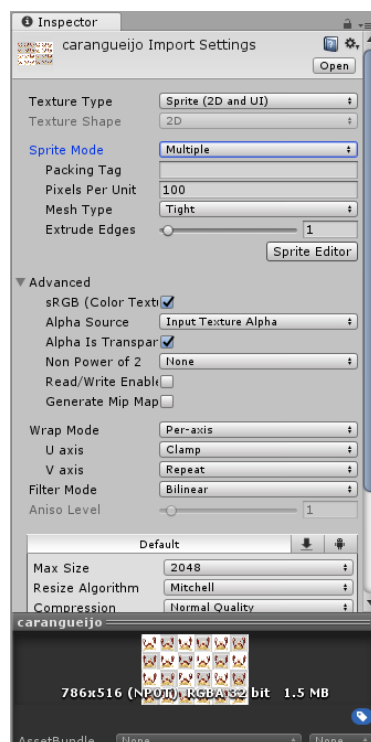 Inspector
carangueijo Import Settings
Open
Texture Type Sprite (2D and UI)
Texture Shape 2D
Sprite Mode Multiple
Packing Tag
Pixels Per Unit 100
Mesh Type Tight
Extrude Edges 1
Sprite Editor
Advanced
sRGB (Color Textu
Alpha Source Input Texture Alpha
Alpha Is Transpar
Non Power of 2 None
Read/Write Enable
Generate Mip Map
Wrap Mode Per-axis
U axis Clamp
V axis Repeat
Filter Mode Bilinear
Aniso Level 1
Default
Max Size 2048
Resize Algorithm Mitchell
Compression Normal Quality
carangueijo
786x516 (NPOT) RGBA 32 bit 1.5 MB
AssetBundle None None